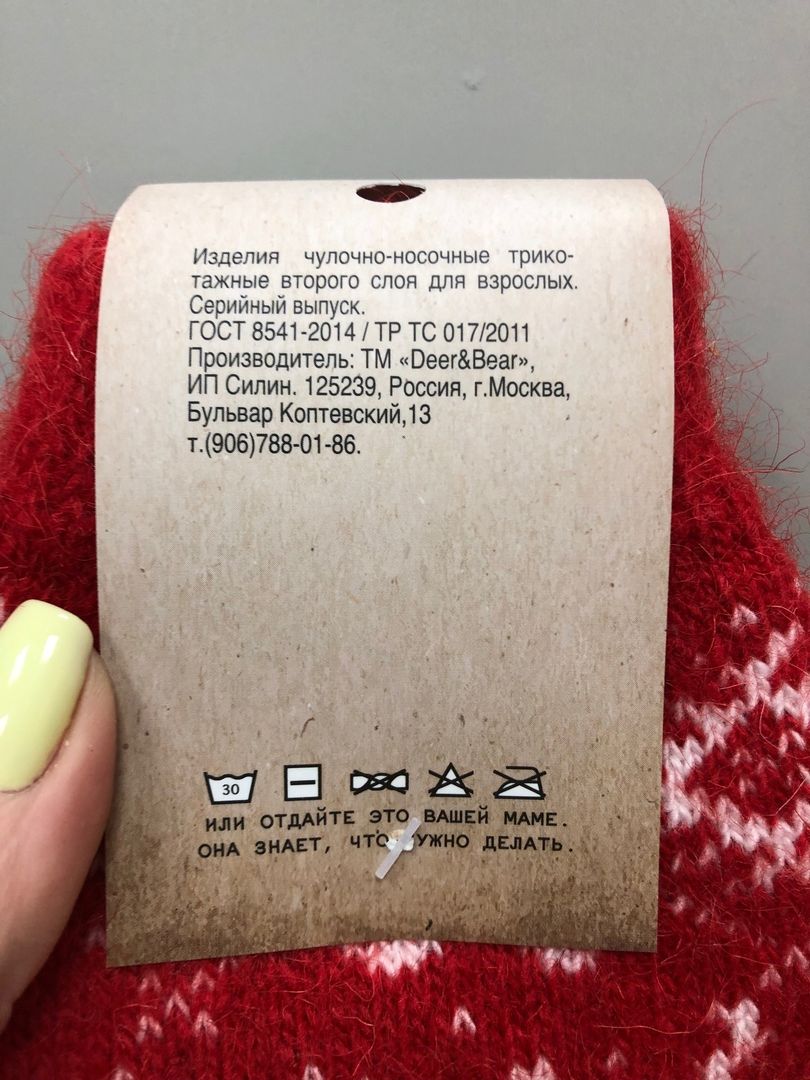 Изделия чулочно-носочные трико-
тажные второго слоя для взрослых.
Серийный выпуск.
ГОСТ 8541-2014 / ТР ТС 017/2011
Производитель: ТМ «Deer&Bear»,
ИП Силин. 125239, Россия, г.Москва,
Бульвар Коптевский,13
т.(906)788-01-86.
30
ИЛИ ОТДАЙТЕ ЭТО ВАШЕЙ МАМЕ.
ОНА ЗНАЕТ, ЧТО НУЖНО ДЕЛАТЬ.